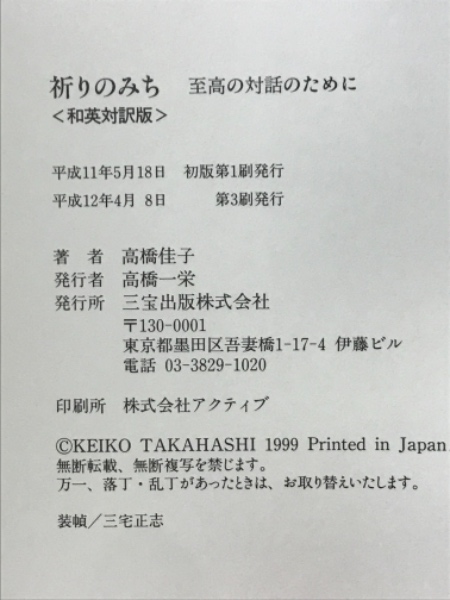 祈りのみち　至高の対話のために
＜和英対訳版＞
平成11年5月18日　初版第1刷発行
平成12年4月 8日　第3刷発行
著　者　高橋佳子
発行者　高橋一栄
発行所　三宝出版株式会社
〒130-0001
東京都墨田区吾妻橋1-17-4 伊藤ビル
電話 03-3829-1020
印刷所　株式会社アクティブ
©KEIKO TAKAHASHI 1999 Printed in Japan
無断転載、無断複写を禁じます。
万一、落丁・乱丁があったときは、お取り替えいたします。
装幀／三宅正志